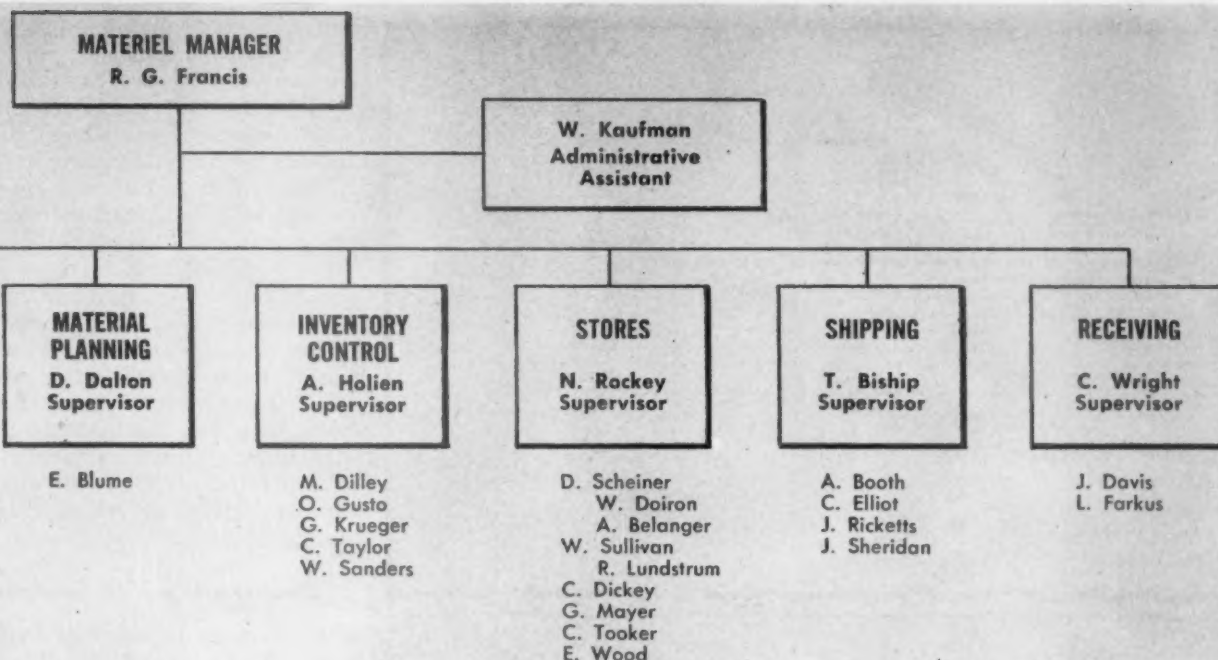 MATERIEL MANAGER
R. G. Francis
W. Kaufman
Administrative
Assistant
MATERIAL
PLANNING
D. Dalton
Supervisor
E. Blume
INVENTORY
CONTROL
A. Holien
Supervisor
M. Dilley
O. Gusto
G. Krueger
C. Taylor
W. Sanders
STORES
N. Rockey
Supervisor
D. Scheiner
W. Doiron
A. Belanger
W. Sullivan
R. Lundstrum
C. Dickey
G. Mayer
C. Tooker
E. Wood
SHIPPING
T. Biship
Supervisor
A. Booth
C. Elliot
J. Ricketts
J. Sheridan
RECEIVING
C. Wright
Supervisor
J. Davis
L. Farkus